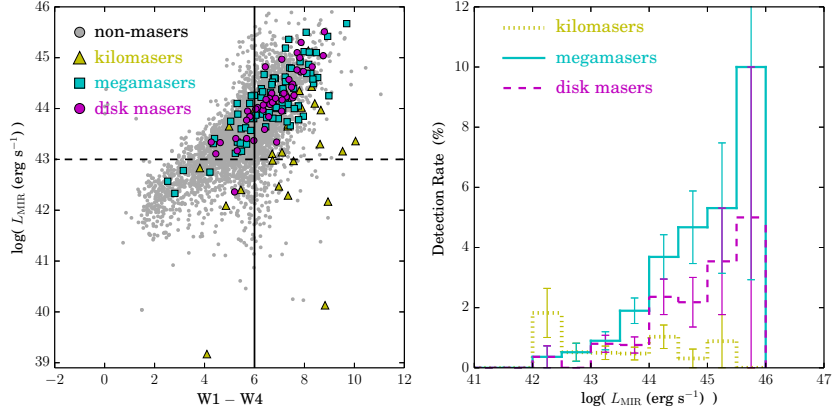 46
45
44
43
42
41
40
39
log( L_MIR (erg s⁻¹) )
non-masers
kilomasers
megamasers
disk masers
−2
0
2
4
6
8
10
12
W1 − W4
12
10
8
6
4
2
0
Detection Rate (%)
kilomasers
megamasers
disk masers
41
42
43
44
45
46
47
log( L_MIR (erg s⁻¹) )